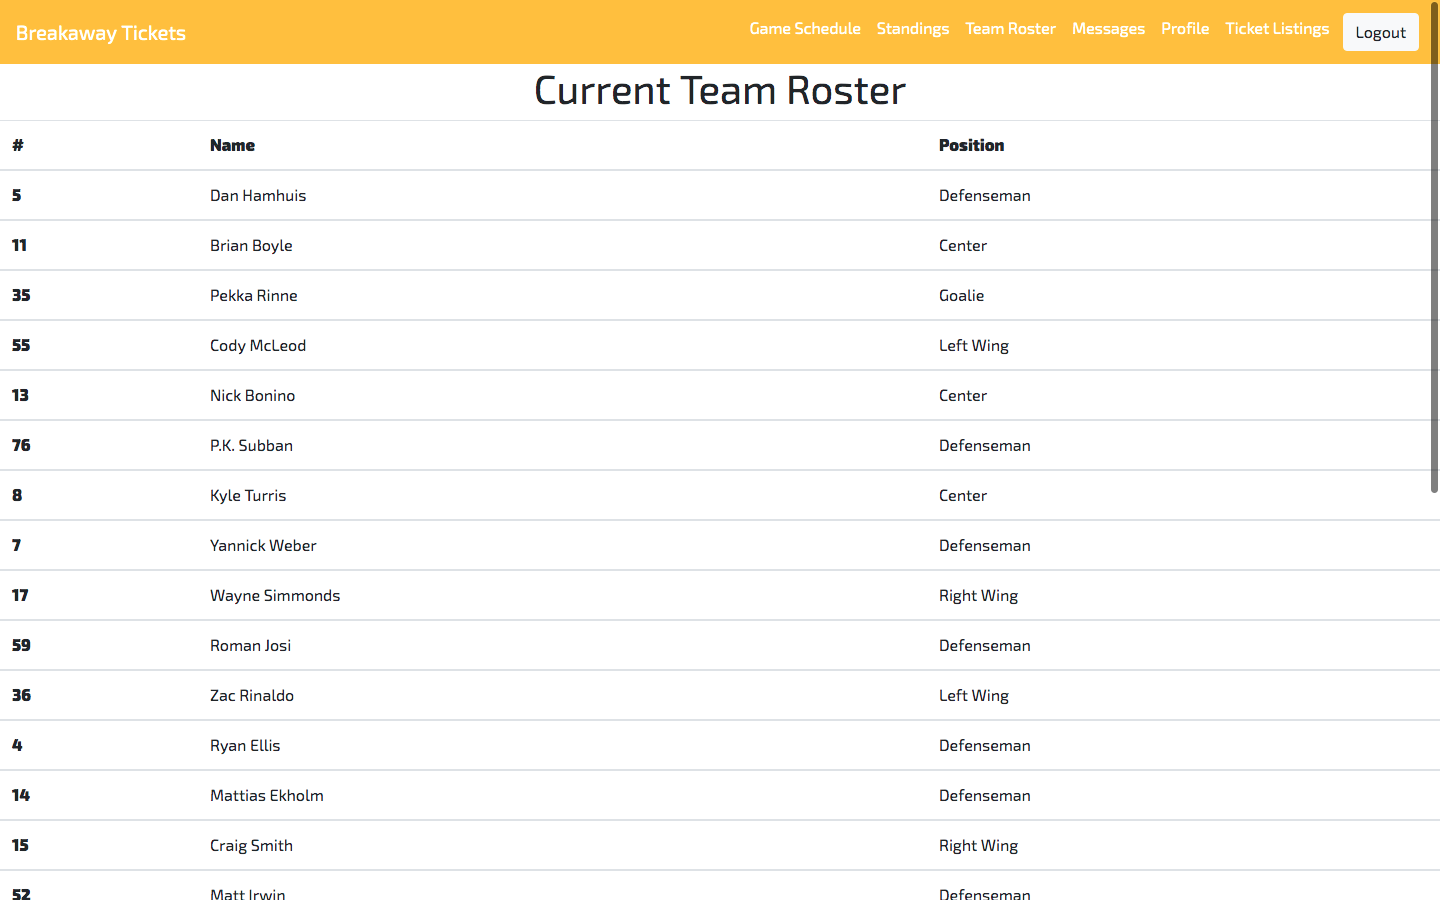 Breakaway Tickets Game Schedule Standings Team Roster Messages Profile Ticket Listings Logout
Current Team Roster
# Name Position
5 Dan Hamhuis Defenseman
11 Brian Boyle Center
35 Pekka Rinne Goalie
55 Cody McLeod Left Wing
13 Nick Bonino Center
76 P.K. Subban Defenseman
8 Kyle Turris Center
7 Yannick Weber Defenseman
17 Wayne Simmonds Right Wing
59 Roman Josi Defenseman
36 Zac Rinaldo Left Wing
4 Ryan Ellis Defenseman
14 Mattias Ekholm Defenseman
15 Craig Smith Right Wing
52 Matt Irwin Defenseman